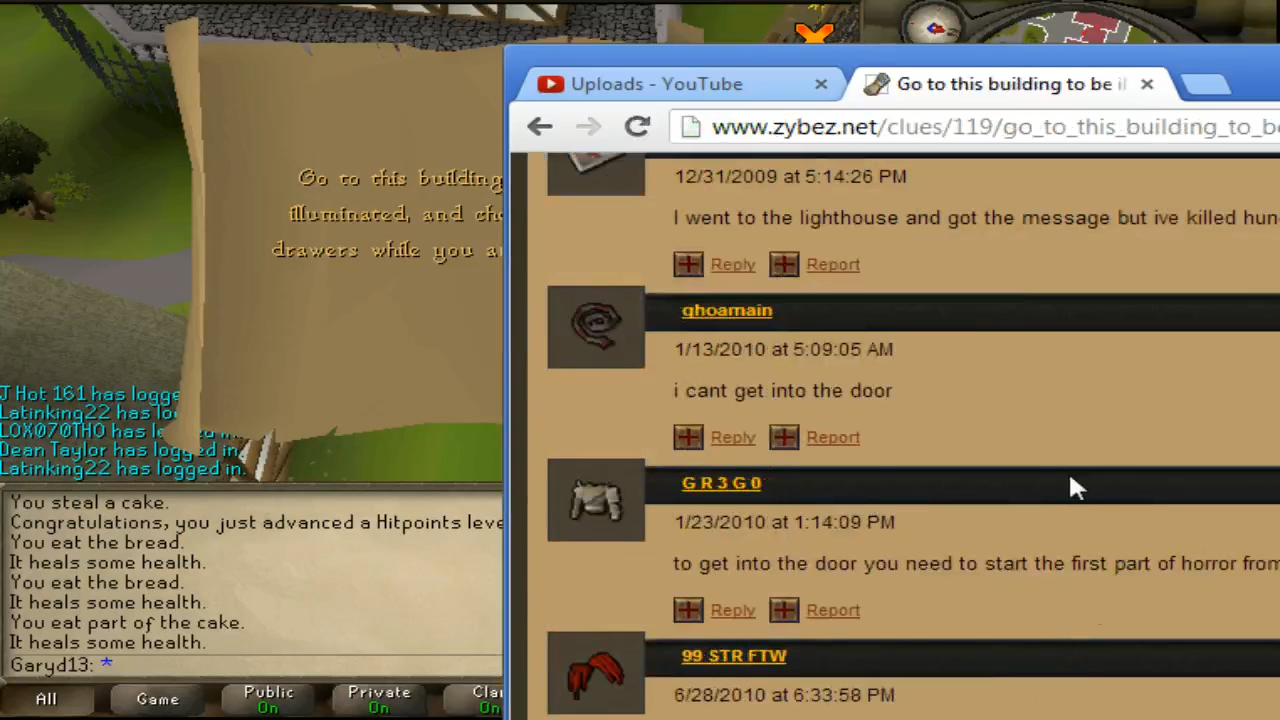 Uploads - YouTube
Go to this building to be il
www.zybez.net/clues/119/go_to_this_building_to_be
Go to this building
illuminated, and che
drawers while you a
12/31/2009 at 5:14:26 PM
I went to the lighthouse and got the message but ive killed hun
Reply Report
ghoamain
1/13/2010 at 5:09:05 AM
i cant get into the door
Reply Report
G R 3 G 0
1/23/2010 at 1:14:09 PM
to get into the door you need to start the first part of horror from
Reply Report
99 STR FTW
6/28/2010 at 6:33:58 PM
J Hot 161 has logge
Latinking22 has lo
LOX070THO has lo
Dean Taylor has logged in.
Latinking22 has logged in.
You steal a cake.
Congratulations, you just advanced a Hitpoints leve
You eat the bread.
It heals some health.
You eat the bread.
It heals some health.
You eat part of the cake.
It heals some health.
Garyd13: *
All Game Public On Private On Clan On